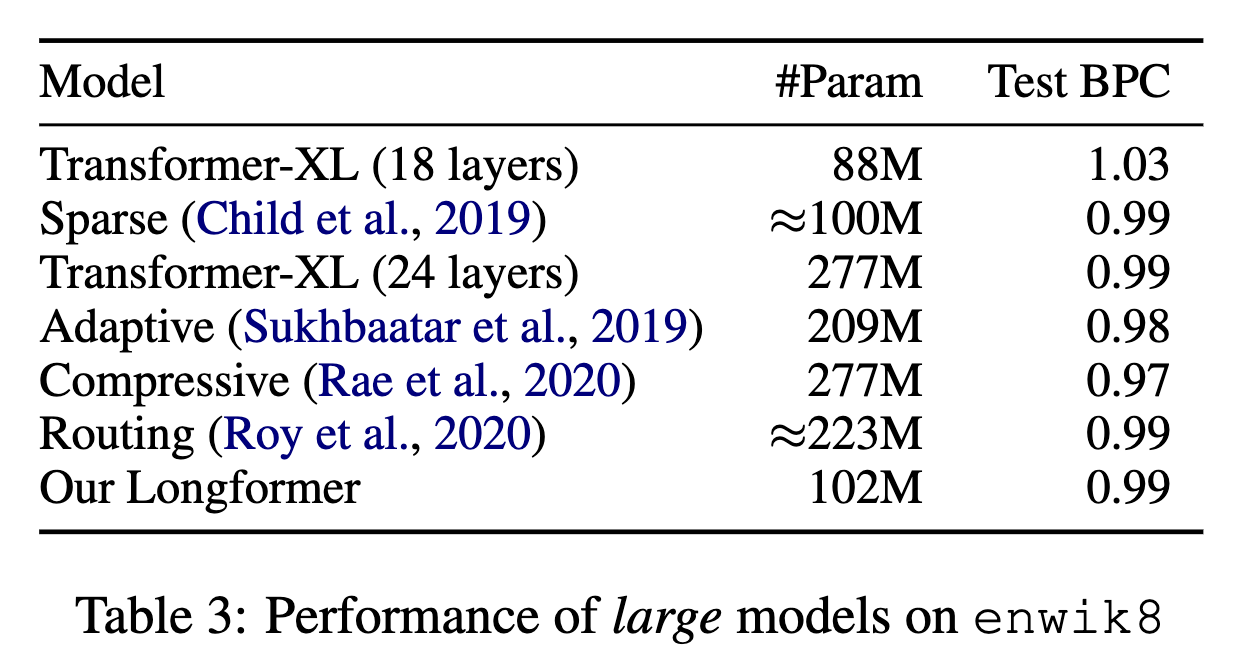 Model #Param Test BPC
Transformer-XL (18 layers) 88M 1.03
Sparse (Child et al., 2019) ≈100M 0.99
Transformer-XL (24 layers) 277M 0.99
Adaptive (Sukhbaatar et al., 2019) 209M 0.98
Compressive (Rae et al., 2020) 277M 0.97
Routing (Roy et al., 2020) ≈223M 0.99
Our Longformer 102M 0.99
Table 3: Performance of large models on enwik8